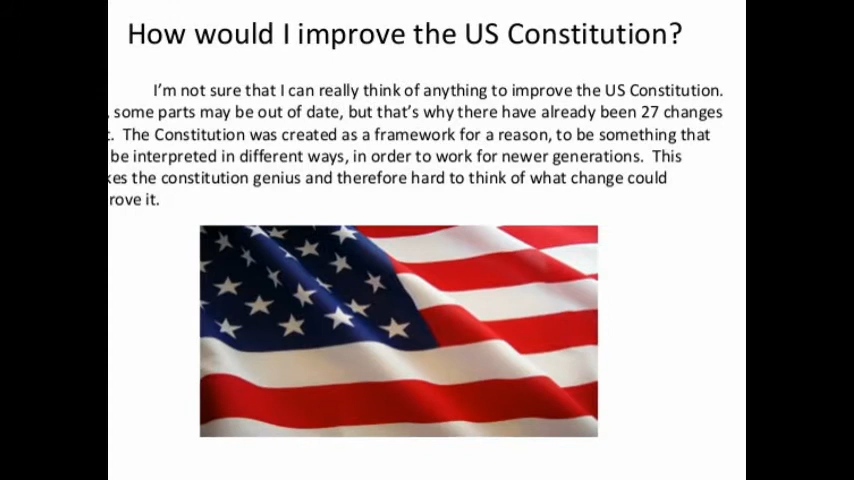 How would I improve the US Constitution?
I'm not sure that I can really think of anything to improve the US Constitution.
some parts may be out of date, but that's why there have already been 27 changes
The Constitution was created as a framework for a reason, to be something that
be interpreted in different ways, in order to work for newer generations. This
the constitution genius and therefore hard to think of what change could
it.